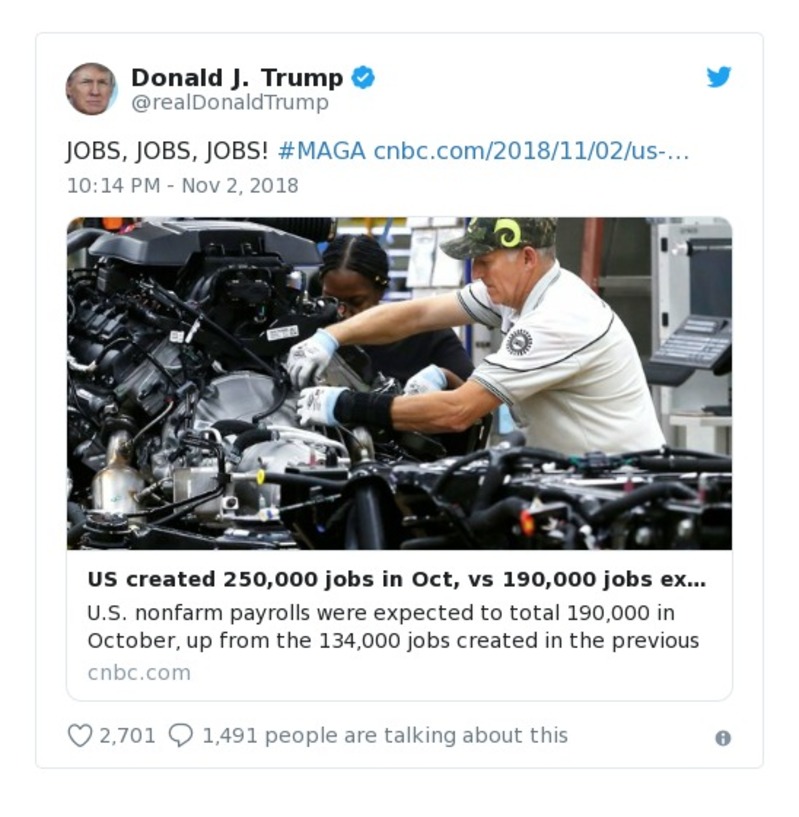 Donald J. Trump
@realDonaldTrump
JOBS, JOBS, JOBS! #MAGA cnbc.com/2018/11/02/us-…
10:14 PM - Nov 2, 2018
US created 250,000 jobs in Oct, vs 190,000 jobs ex…
U.S. nonfarm payrolls were expected to total 190,000 in
October, up from the 134,000 jobs created in the previous
cnbc.com
2,701 1,491 people are talking about this